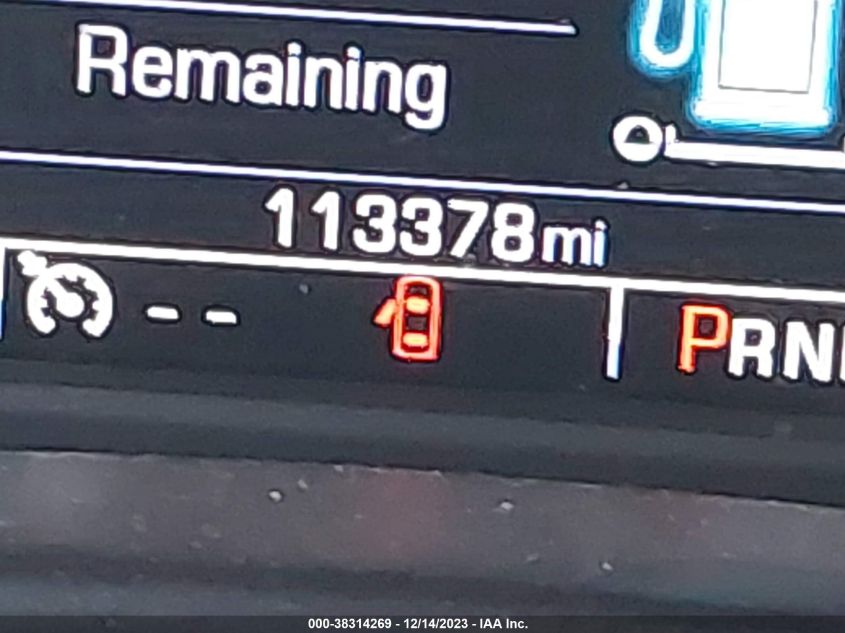 Remaining
113378mi
-- PRN
000-38314269 - 12/14/2023 - IAA Inc.